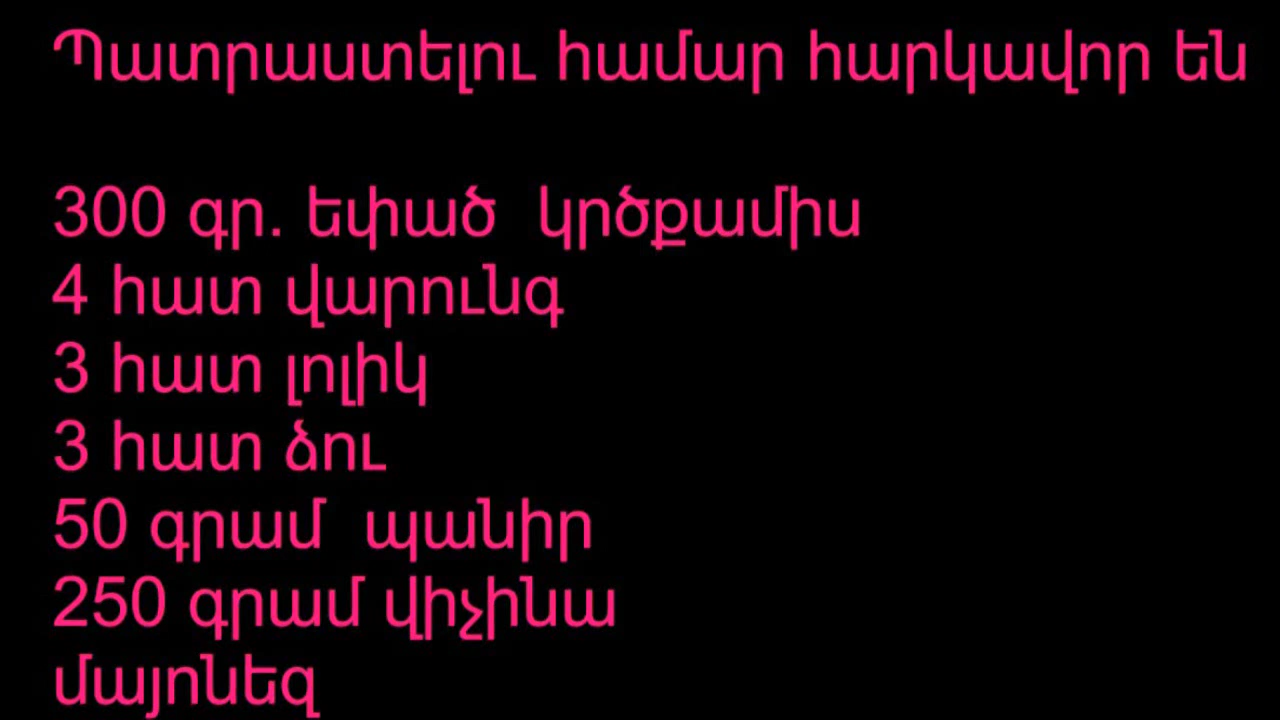 Պատրաստելու համար հարկավոր են
300 գր. եփած կրծքամիս
4 հատ վարունգ
3 հատ լոլիկ
3 հատ ձու
50 գրամ պանիր
250 գրամ վիչինա
մայոնեզ